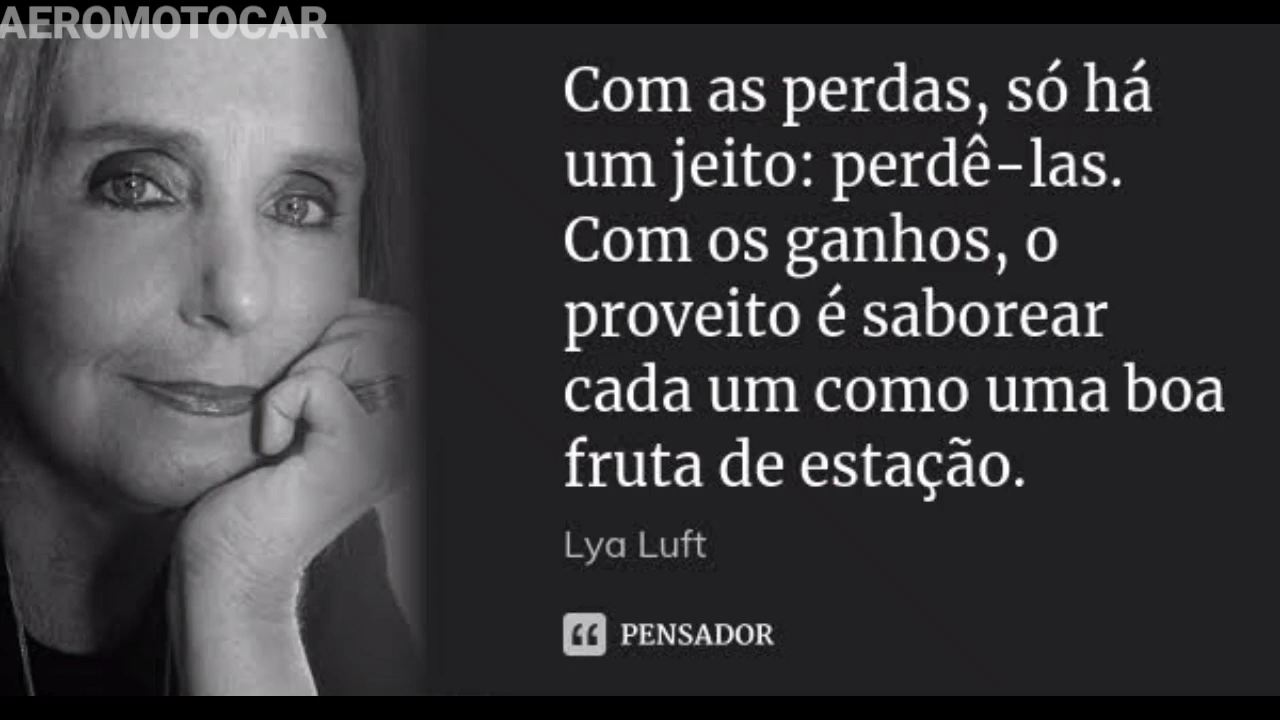 AEROMOTOCAR
Com as perdas, só há
um jeito: perdê-las.
Com os ganhos, o
proveito é saborear
cada um como uma boa
fruta de estação.
Lya Luft
PENSADOR